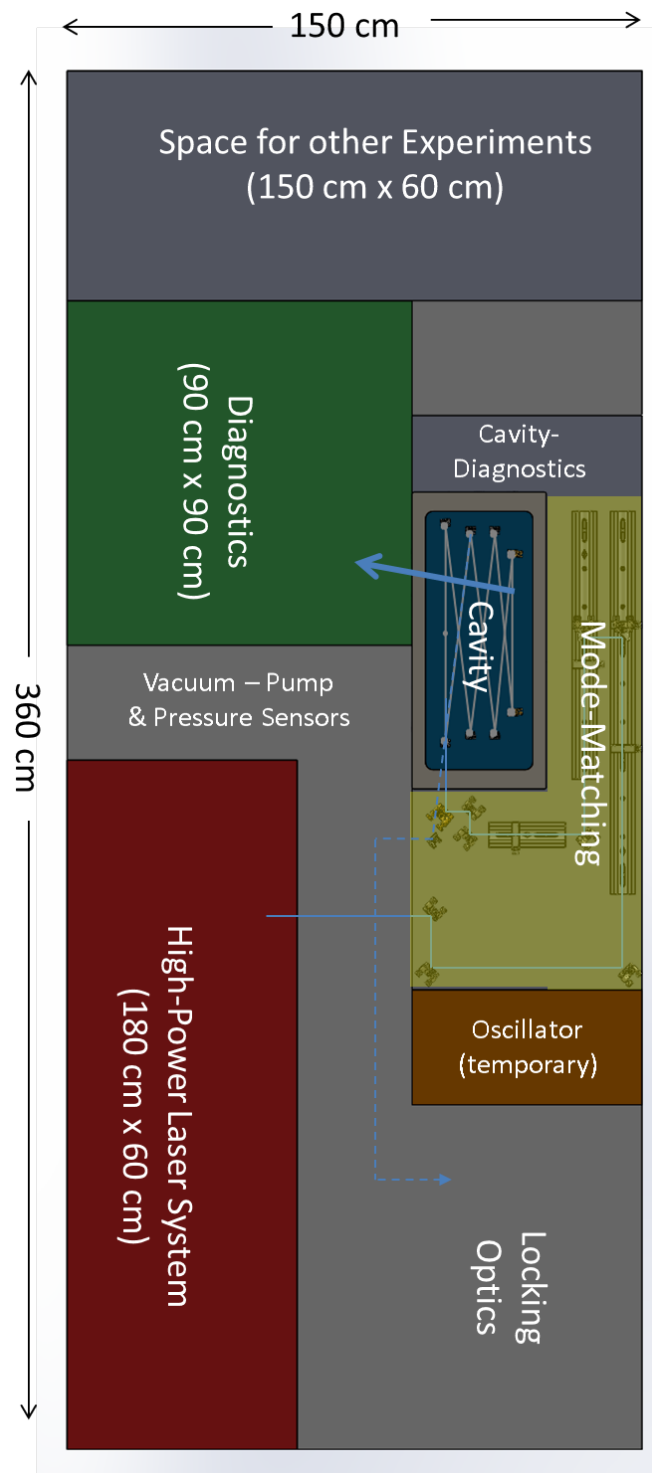 150 cm
Space for other Experiments
(150 cm x 60 cm)
Diagnostics
(90 cm x 90 cm)
Cavity-
Diagnostics
Cavity
Mode-Matching
Vacuum – Pump
& Pressure Sensors
360 cm
High-Power Laser System
(180 cm x 60 cm)
Oscillator
(temporary)
Locking
Optics